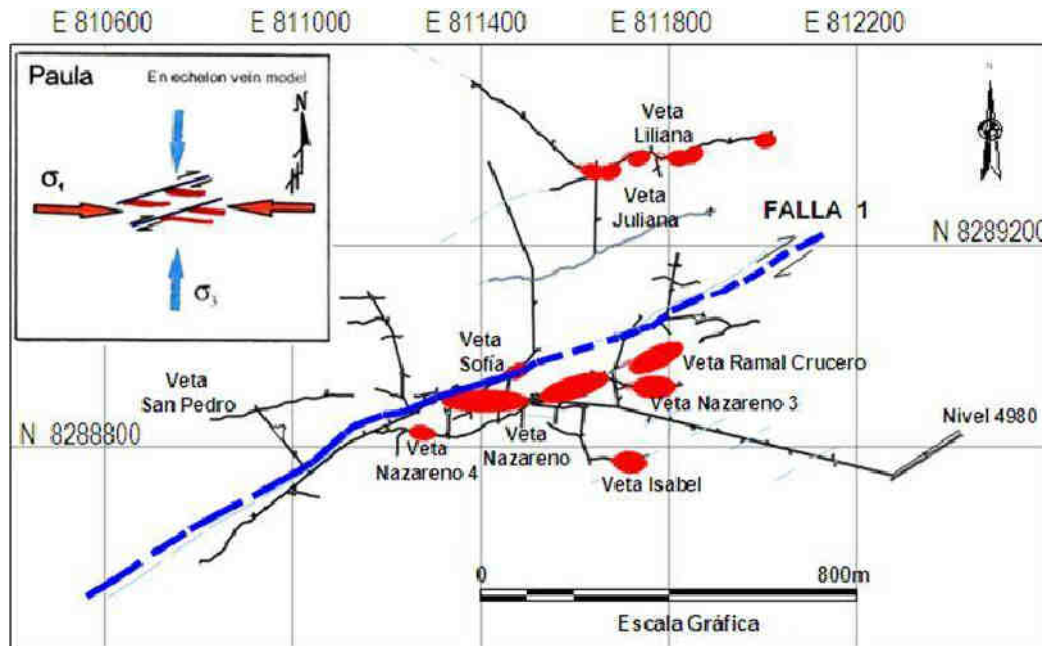 E 810600 E 811000 E 811400 E 811800 E 812200
Paula
En echelon vein model
N
σ₁
σ₃
N
Veta
Liliana
Veta
Juliana
FALLA 1
N 8289200
Veta
Sofía
Veta Ramal Crucero
Veta
San Pedro
Veta Nazareno 3
Nivel 4980
N 8288800
Veta
Nazareno 4
Veta
Nazareno
Veta Isabel
0 800m
Escala Gráfica